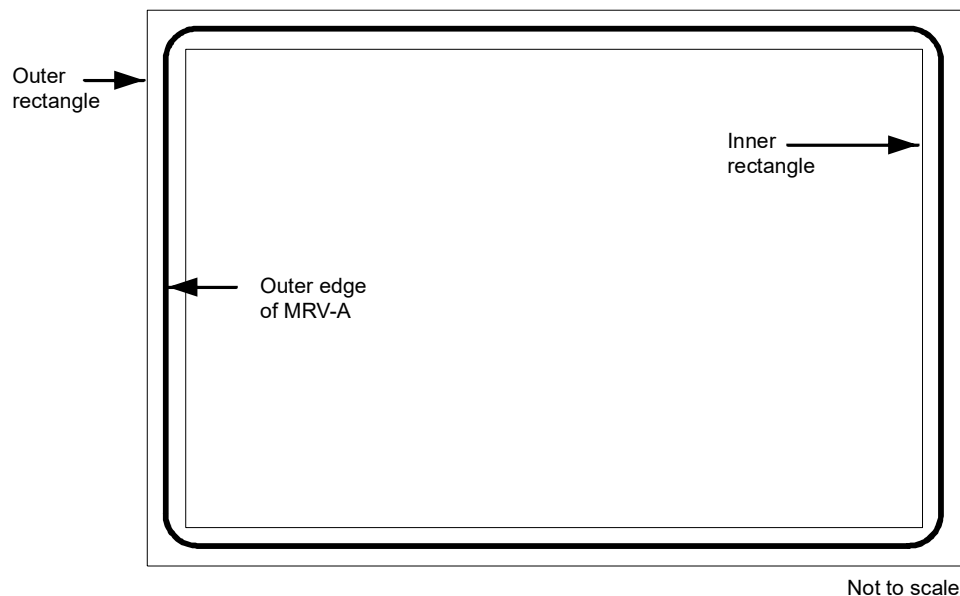 Outer
rectangle
Inner
rectangle
Outer edge
of MRV-A
Not to scale